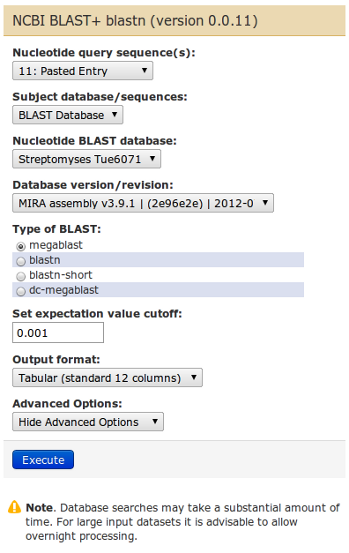 NCBI BLAST+ blastn (version 0.0.11)
Nucleotide query sequence(s):
11: Pasted Entry
Subject database/sequences:
BLAST Database
Nucleotide BLAST database:
Streptomyses Tue6071
Database version/revision:
MIRA assembly v3.9.1 | (2e96e2e) | 2012-0
Type of BLAST:
megablast
blastn
blastn-short
dc-megablast
Set expectation value cutoff:
0.001
Output format:
Tabular (standard 12 columns)
Advanced Options:
Hide Advanced Options
Execute
Note. Database searches may take a substantial amount of
time. For large input datasets it is advisable to allow
overnight processing.